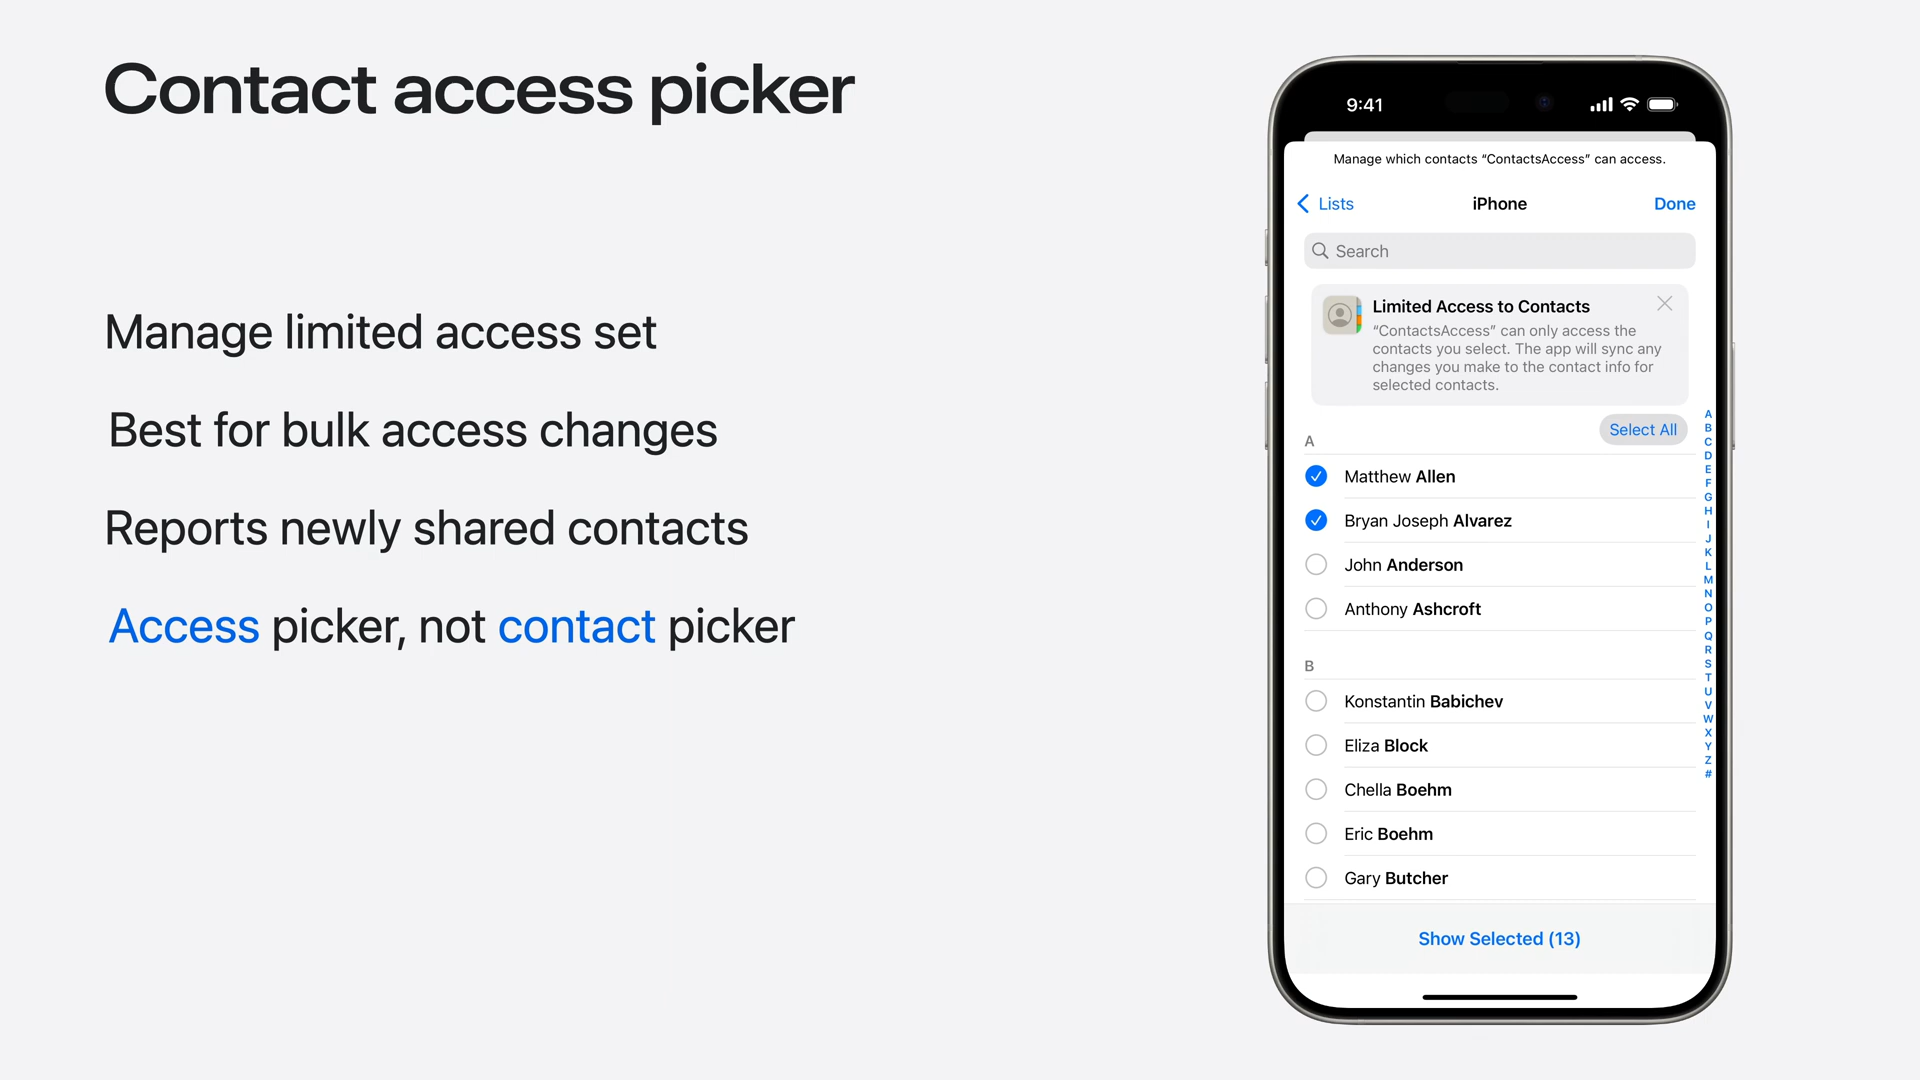 Contact access picker
Manage limited access set
Best for bulk access changes
Reports newly shared contacts
Access picker, not contact picker
9:41
Manage which contacts “ContactsAccess” can access.
Lists
iPhone
Done
Search
Limited Access to Contacts
“ContactsAccess” can only access the
contacts you select. The app will sync any
changes you make to the contact info for
selected contacts.
Select All
A
Matthew Allen
Bryan Joseph Alvarez
John Anderson
Anthony Ashcroft
B
Konstantin Babichev
Eliza Block
Chella Boehm
Eric Boehm
Gary Butcher
A
B
C
D
E
F
G
H
I
J
K
L
M
N
O
P
Q
R
S
T
U
V
W
X
Y
Z
#
Show Selected (13)